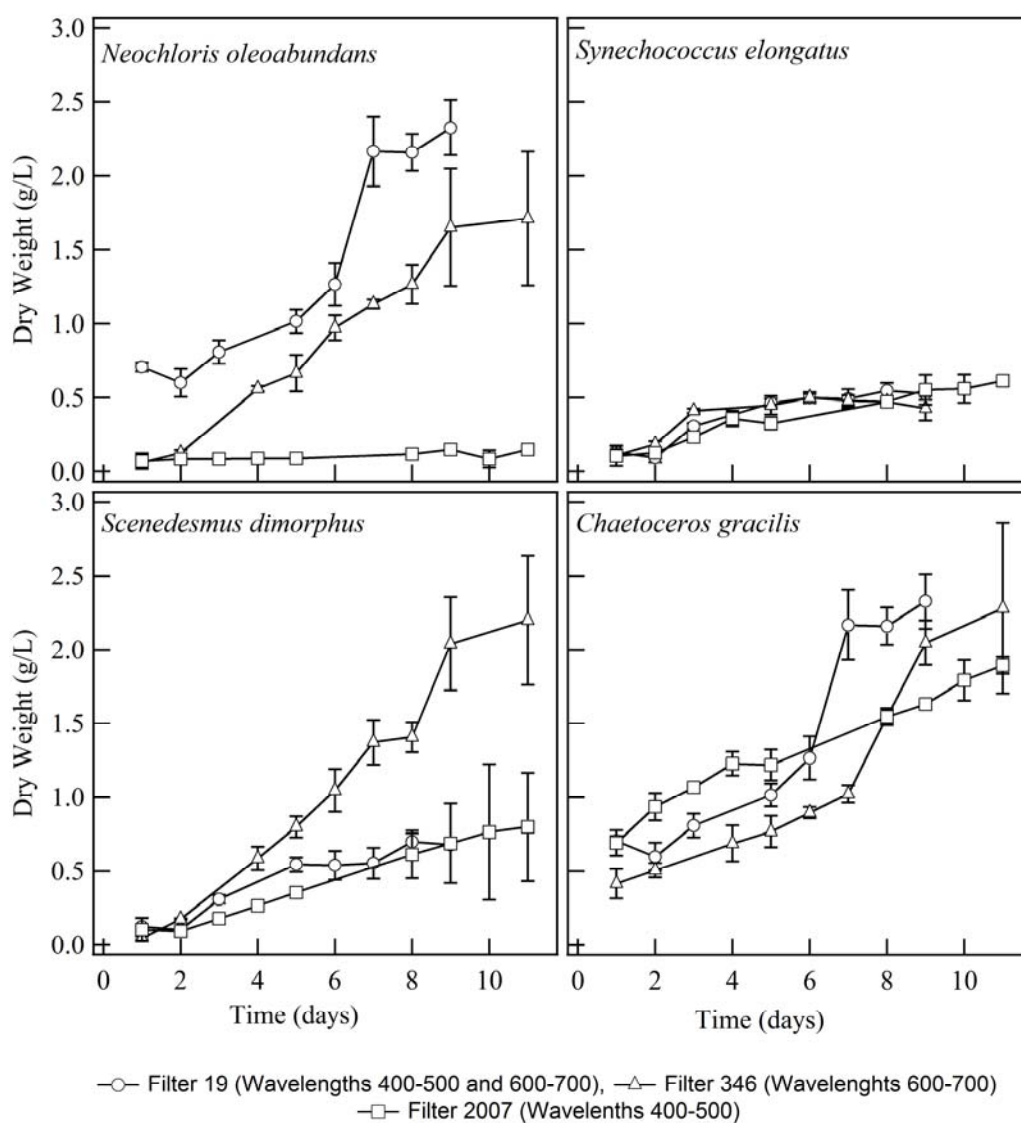 3.0
2.5
2.0
1.5
1.0
0.5
0.0
Dry Weight (g/L)
Neochloris oleoabundans
Synechococcus elongatus
3.0
2.5
2.0
1.5
1.0
0.5
0.0
Dry Weight (g/L)
Scenedesmus dimorphus
Chaetoceros gracilis
0 2 4 6 8 10
0 2 4 6 8 10
Time (days)
Time (days)
Filter 19 (Wavelengths 400-500 and 600-700), Filter 346 (Wavelenghts 600-700)
Filter 2007 (Wavelenths 400-500)